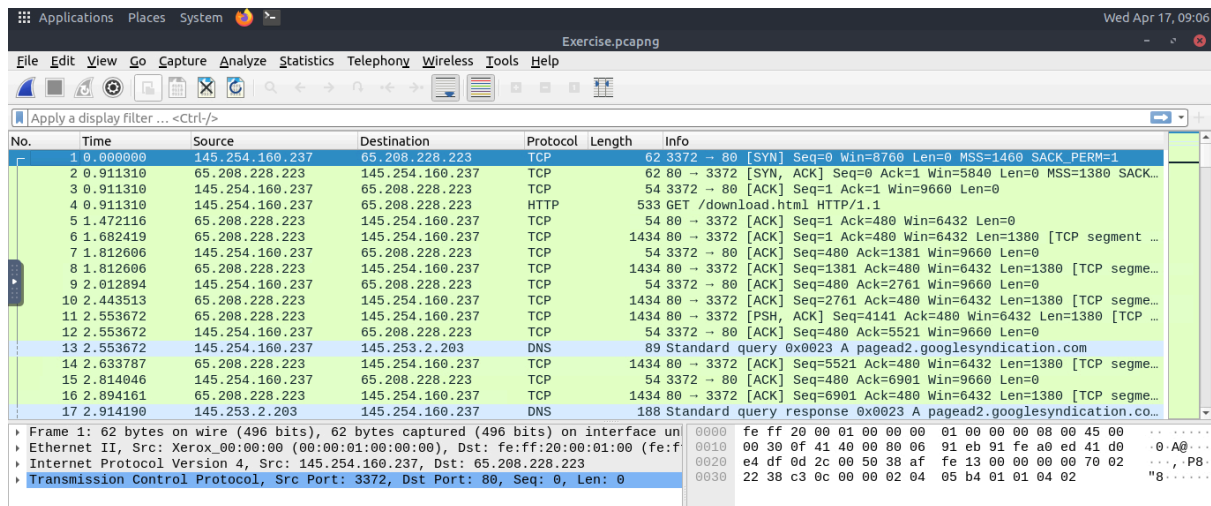 Applications Places System Wed Apr 17, 09:06
Exercise.pcapng
File Edit View Go Capture Analyze Statistics Telephony Wireless Tools Help
Apply a display filter … <Ctrl-/>
No. Time Source Destination Protocol Length Info
1 0.000000 145.254.160.237 65.208.228.223 TCP 62 3372 → 80 [SYN] Seq=0 Win=8760 Len=0 MSS=1460 SACK_PERM=1
2 0.911310 65.208.228.223 145.254.160.237 TCP 62 80 → 3372 [SYN, ACK] Seq=0 Ack=1 Win=5840 Len=0 MSS=1380 SACK…
3 0.911310 145.254.160.237 65.208.228.223 TCP 54 3372 → 80 [ACK] Seq=1 Ack=1 Win=9660 Len=0
4 0.911310 145.254.160.237 65.208.228.223 HTTP 533 GET /download.html HTTP/1.1
5 1.472116 65.208.228.223 145.254.160.237 TCP 54 80 → 3372 [ACK] Seq=1 Ack=480 Win=6432 Len=0
6 1.682419 65.208.228.223 145.254.160.237 TCP 1434 80 → 3372 [ACK] Seq=1 Ack=480 Win=6432 Len=1380 [TCP segment …
7 1.812606 145.254.160.237 65.208.228.223 TCP 54 3372 → 80 [ACK] Seq=480 Ack=1381 Win=9660 Len=0
8 1.812606 65.208.228.223 145.254.160.237 TCP 1434 80 → 3372 [ACK] Seq=1381 Ack=480 Win=6432 Len=1380 [TCP segme…
9 2.012894 145.254.160.237 65.208.228.223 TCP 54 3372 → 80 [ACK] Seq=480 Ack=2761 Win=9660 Len=0
10 2.443513 65.208.228.223 145.254.160.237 TCP 1434 80 → 3372 [ACK] Seq=2761 Ack=480 Win=6432 Len=1380 [TCP segme…
11 2.553672 65.208.228.223 145.254.160.237 TCP 1434 80 → 3372 [PSH, ACK] Seq=4141 Ack=480 Win=6432 Len=1380 [TCP …
12 2.553672 145.254.160.237 65.208.228.223 TCP 54 3372 → 80 [ACK] Seq=480 Ack=5521 Win=9660 Len=0
13 2.553672 145.254.160.237 145.253.2.203 DNS 89 Standard query 0x0023 A pagead2.googlesyndication.com
14 2.633787 65.208.228.223 145.254.160.237 TCP 1434 80 → 3372 [ACK] Seq=5521 Ack=480 Win=6432 Len=1380 [TCP segme…
15 2.814046 145.254.160.237 65.208.228.223 TCP 54 3372 → 80 [ACK] Seq=480 Ack=6901 Win=9660 Len=0
16 2.894161 65.208.228.223 145.254.160.237 TCP 1434 80 → 3372 [ACK] Seq=6901 Ack=480 Win=6432 Len=1380 [TCP segme…
17 2.914190 145.253.2.203 145.254.160.237 DNS 188 Standard query response 0x0023 A pagead2.googlesyndication.co…
Frame 1: 62 bytes on wire (496 bits), 62 bytes captured (496 bits) on interface un
Ethernet II, Src: Xerox_00:00:00 (00:00:01:00:00:00), Dst: fe:ff:20:00:01:00 (fe:f
Internet Protocol Version 4, Src: 145.254.160.237, Dst: 65.208.228.223
Transmission Control Protocol, Src Port: 3372, Dst Port: 80, Seq: 0, Len: 0
0000 fe ff 20 00 01 00 00 00 01 00 00 00 08 00 45 00 ·· ·····
0010 00 30 0f 41 40 00 80 06 91 eb 91 fe a0 ed 41 d0 ·0·A@···
0020 e4 df 0d 2c 00 50 38 af fe 13 00 00 00 00 70 02 ···,·P8·
0030 22 38 c3 0c 00 00 02 04 05 b4 01 01 04 02 "8······